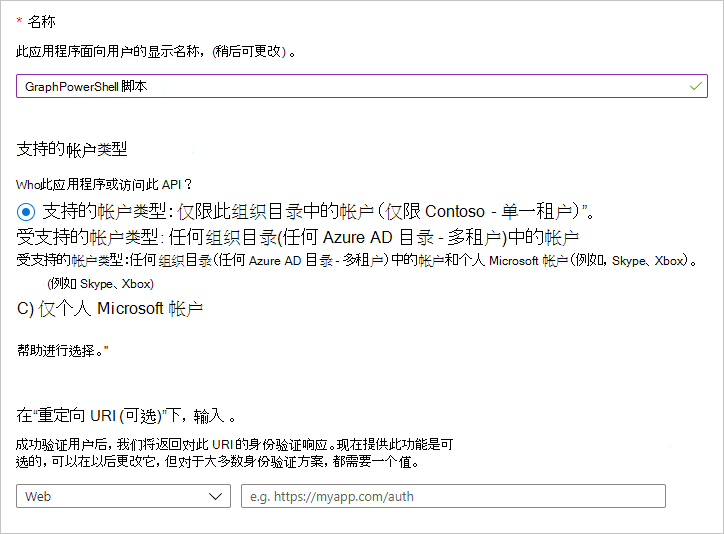 * 名称
此应用程序面向用户的显示名称，(稍后可更改) 。
GraphPowerShell 脚本
支持的帐户类型
Who此应用程序或访问此 API？
支持的帐户类型：仅限此组织目录中的帐户（仅限 Contoso - 单一租户）”。
受支持的帐户类型: 任何组织目录(任何 Azure AD 目录 - 多租户)中的帐户
受支持的帐户类型：任何组织目录（任何 Azure AD 目录 - 多租户）中的帐户和个人 Microsoft 帐户（例如，Skype、Xbox）。
(例如 Skype、Xbox)
C) 仅个人 Microsoft 帐户
帮助进行选择。"
在“重定向 URI (可选)”下，输入 。
成功验证用户后，我们将返回对此 URI 的身份验证响应。现在提供此功能是可
选的，可以在以后更改它，但对于大多数身份验证方案，都需要一个值。
Web
e.g. https://myapp.com/auth